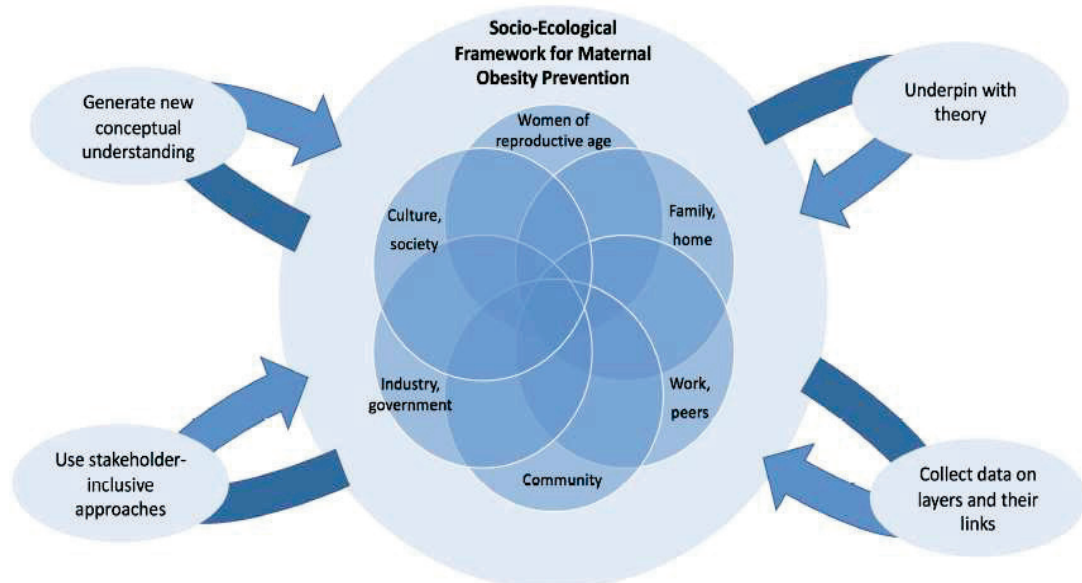 Socio-Ecological
Framework for Maternal
Obesity Prevention
Generate new
conceptual
understanding
Underpin with
theory
Women of
reproductive age
Culture,
society
Family,
home
Industry,
government
Work,
peers
Community
Use stakeholder-
inclusive
approaches
Collect data on
layers and their
links